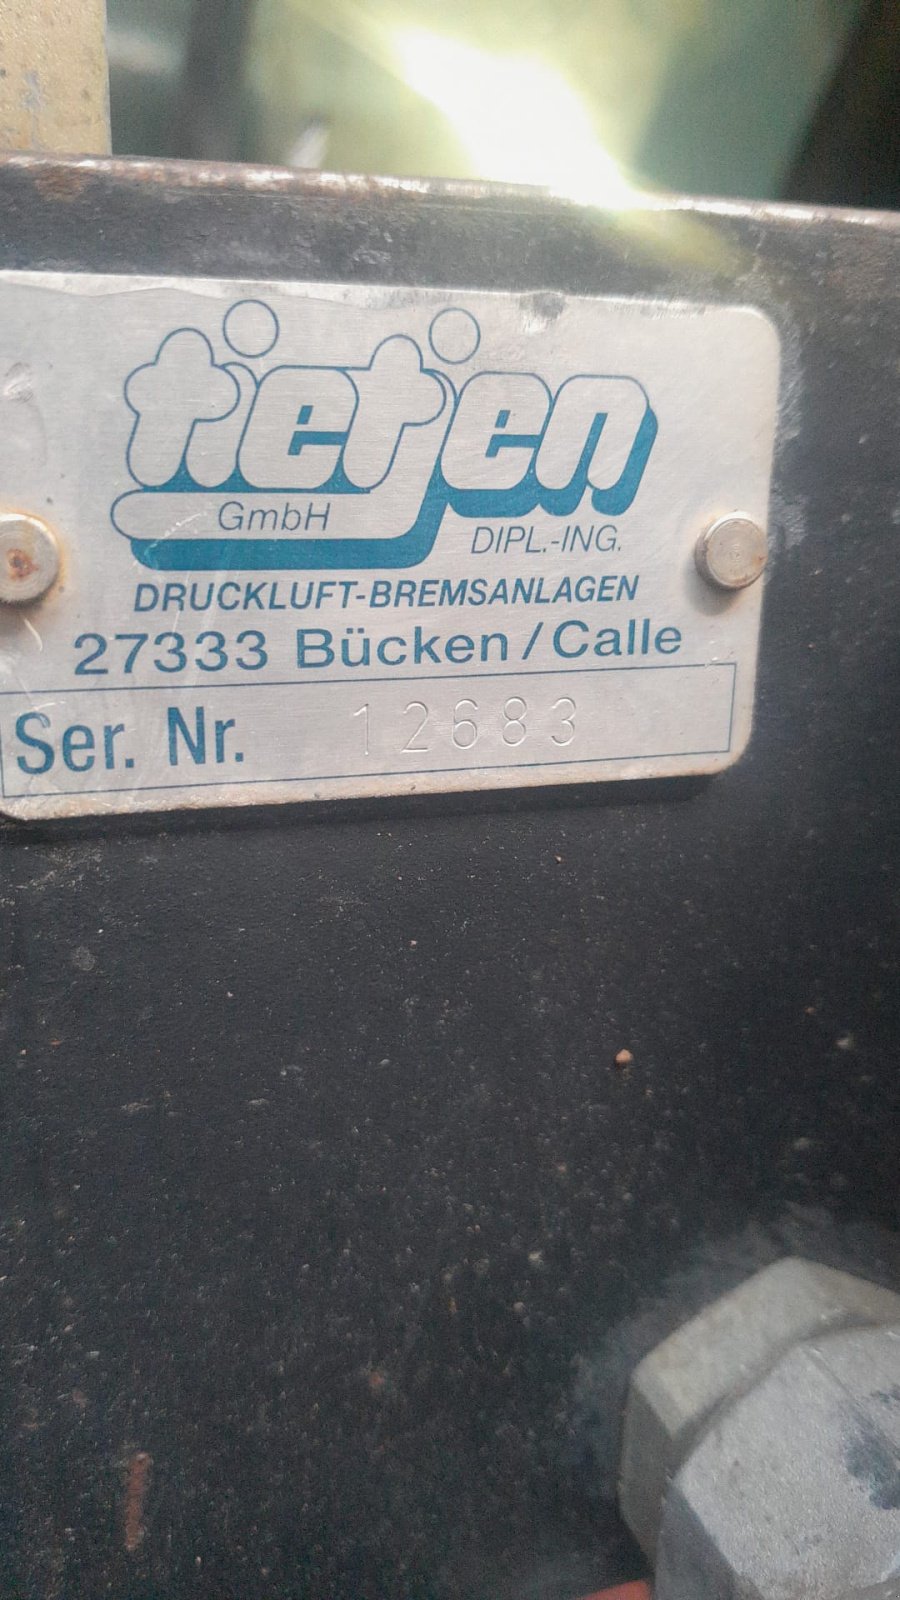 tietjen
GmbH
DIPL.-ING.
DRUCKLUFT-BREMSANLAGEN
27333 Bücken / Calle
Ser. Nr. 12683